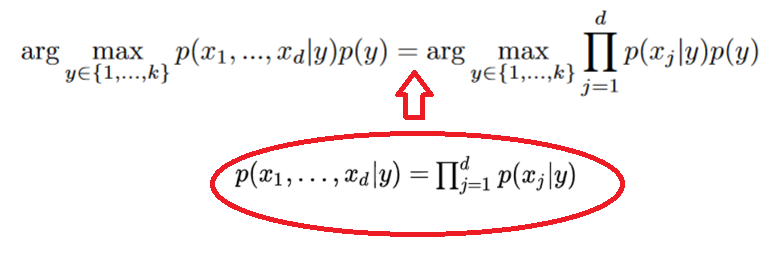 arg max_{y∈{1,...,k}} p(x_1, ..., x_d|y)p(y) = arg max_{y∈{1,...,k}} ∏_{j=1}^{d} p(x_j|y)p(y)
p(x_1, . . . , x_d|y) = ∏_{j=1}^{d} p(x_j|y)